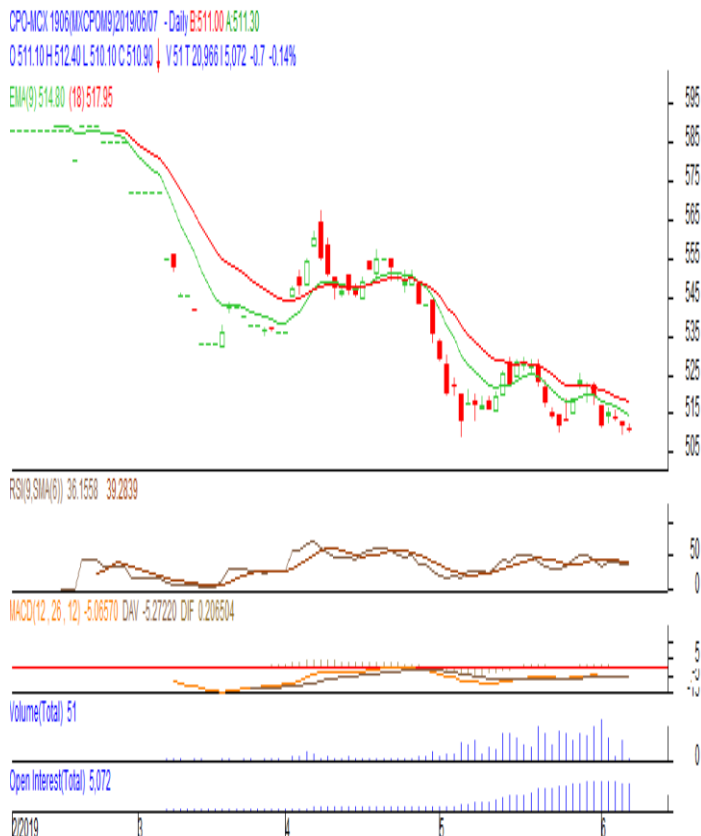 CPO-MCX 1906(MXCPOM9)2019/06/07 - Daily B:511.00 A:511.30
O 511.10 H 512.40 L 510.10 C 510.90 V 51 T 20,966 I 5,072 -0.7 -0.14%
EMA(9) 514.80 (18) 517.95
595
585
575
565
555
545
535
525
515
505
RSI(9,SMA(6)) 36.1558 39.2839
50
0
MACD(12 , 26 , 12) -5.06570 DAV -5.27220 DIF 0.206504
5
Volume(Total) 51
0
Open Interest(Total) 5,072
2/2019 3 4 5 6